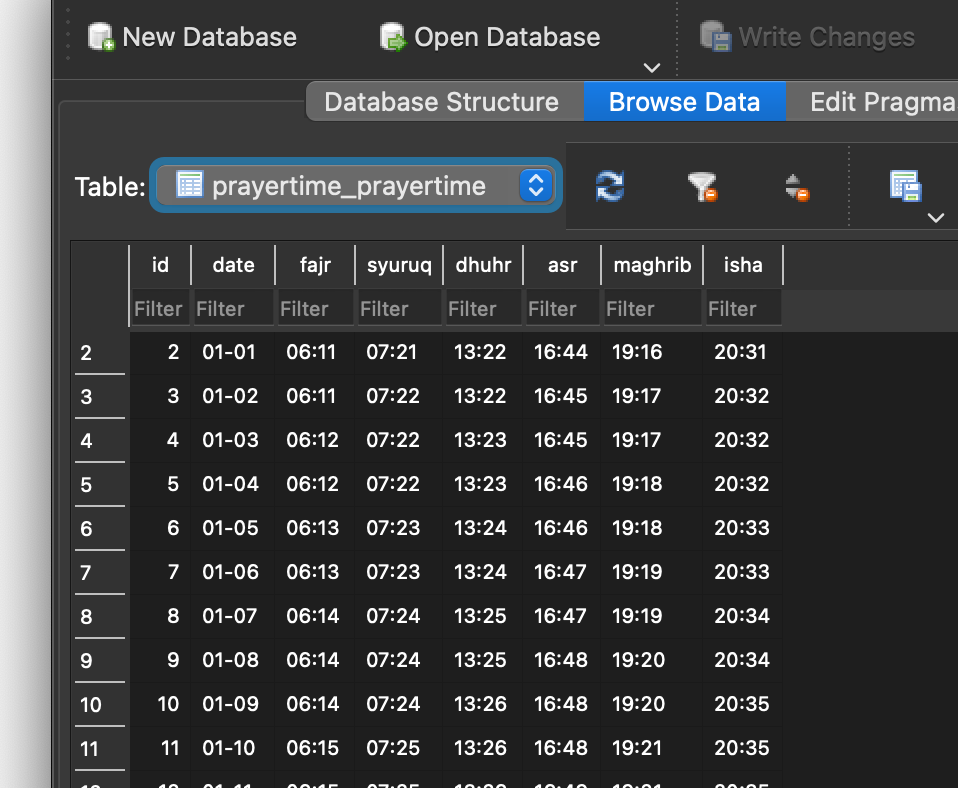 New Database Open Database Write Changes
Database Structure Browse Data Edit Pragma
Table: prayertime_prayertime
id date fajr syuruq dhuhr asr maghrib isha
Filter Filter Filter Filter Filter Filter Filter Filter
2 2 01-01 06:11 07:21 13:22 16:44 19:16 20:31
3 3 01-02 06:11 07:22 13:22 16:45 19:17 20:32
4 4 01-03 06:12 07:22 13:23 16:45 19:17 20:32
5 5 01-04 06:12 07:22 13:23 16:46 19:18 20:32
6 6 01-05 06:13 07:23 13:24 16:46 19:18 20:33
7 7 01-06 06:13 07:23 13:24 16:47 19:19 20:33
8 8 01-07 06:14 07:24 13:25 16:47 19:19 20:34
9 9 01-08 06:14 07:24 13:25 16:48 19:20 20:34
10 10 01-09 06:14 07:24 13:26 16:48 19:20 20:35
11 11 01-10 06:15 07:25 13:26 16:48 19:21 20:35